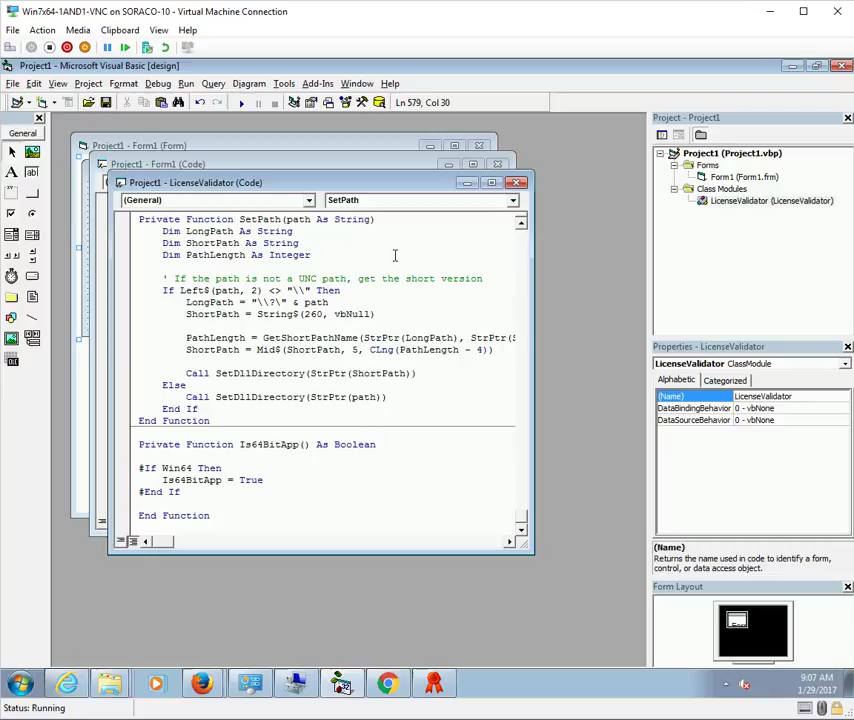 Win7x64-1AND1-VNC on SORACO-10 - Virtual Machine Connection
File Action Media Clipboard View Help
Project1 - Microsoft Visual Basic [design]
File Edit View Project Format Debug Run Query Diagram Tools Add-Ins Window Help
Ln 579, Col 30
General
Project1 - Form1 (Form)
Project1 - Form1 (Code)
Project1 - LicenseValidator (Code)
(General) SetPath
Private Function SetPath(path As String)
Dim LongPath As String
Dim ShortPath As String
Dim PathLength As Integer
' If the path is not a UNC path, get the short version
If Left$(path, 2) <> "\\" Then
LongPath = "\\?\" & path
ShortPath = String$(260, vbNull)
PathLength = GetShortPathName(StrPtr(LongPath), StrPtr(S
ShortPath = Mid$(ShortPath, 5, CLng(PathLength - 4))
Call SetDllDirectory(StrPtr(ShortPath))
Else
Call SetDllDirectory(StrPtr(path))
End If
End Function
Private Function Is64BitApp() As Boolean
#If Win64 Then
Is64BitApp = True
#End If
End Function
Project - Project1
Project1 (Project1.vbp)
Forms
Form1 (Form1.frm)
Class Modules
LicenseValidator (LicenseValidator)
Properties - LicenseValidator
LicenseValidator ClassModule
Alphabetic Categorized
(Name) LicenseValidator
DataBindingBehavior 0 - vbNone
DataSourceBehavior 0 - vbNone
(Name)
Returns the name used in code to identify a form, control, or data access object.
Form Layout
9:07 AM
1/29/2017
Status: Running